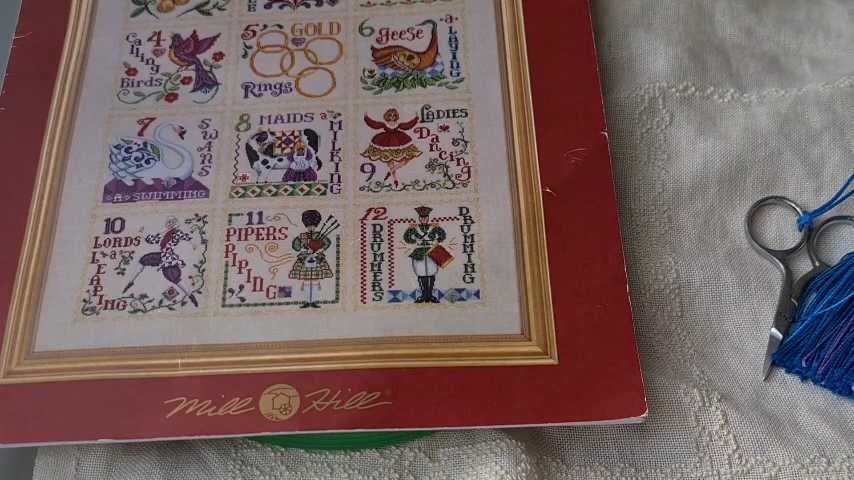 4
Calling
Birds
5
GOLD
Rings
6
geese
a-
LAYING
7
SWANS
A SWIMMING
8 MAIDS a
MILKING
LADIES
Dancing
9
10
LORDS
a
LEAPING
11
PIPERS
PIPING
12
DRUMMERS
DRUMMING
Mill Hill